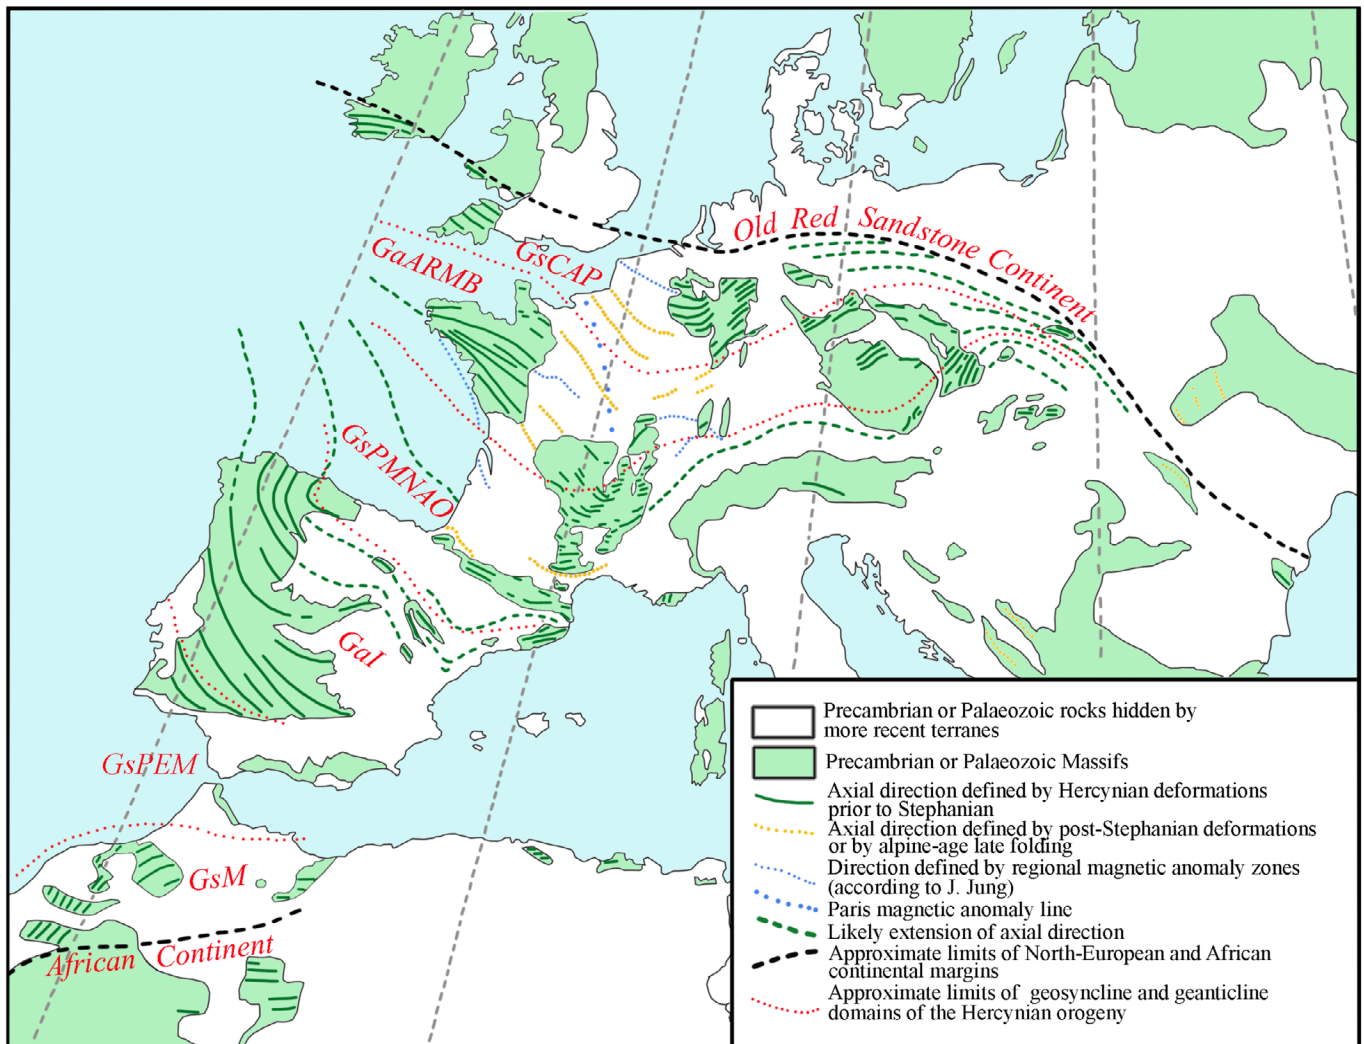 Old Red Sandstone Continent
GsCAP
GaARMB
GsPMNAO
GaI
GsPEM
GsM
African Continent
Precambrian or Palaeozoic rocks hidden by
more recent terranes
Precambrian or Palaeozoic Massifs
Axial direction defined by Hercynian deformations
prior to Stephanian
Axial direction defined by post-Stephanian deformations
or by alpine-age late folding
Direction defined by regional magnetic anomaly zones
(according to J. Jung)
Paris magnetic anomaly line
Likely extension of axial direction
Approximate limits of North-European and African
continental margins
Approximate limits of geosyncline and geanticline
domains of the Hercynian orogeny